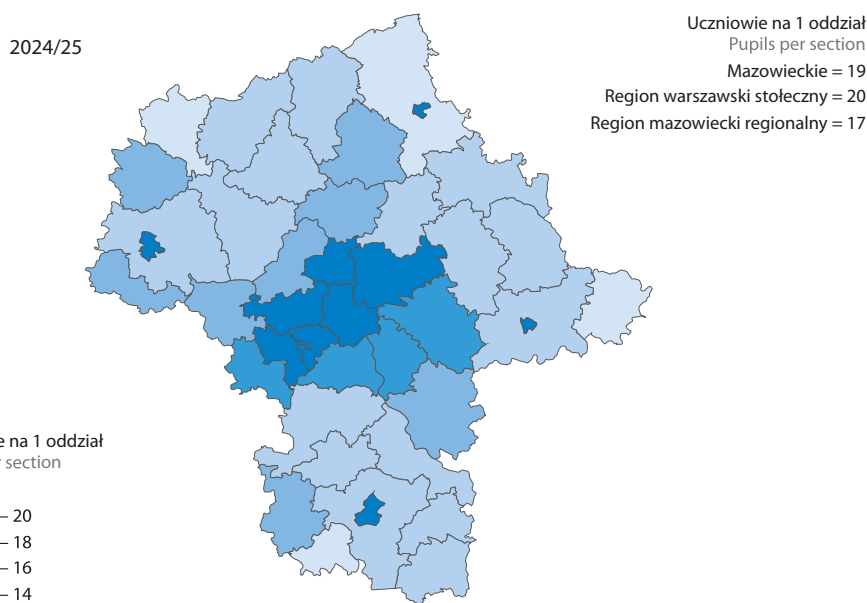 2024/25
Uczniowie na 1 oddział
Pupils per section
Mazowieckie = 19
Region warszawski stołeczny = 20
Region mazowiecki regionalny = 17
na 1 oddział
section
– 20
– 18
– 16
– 14